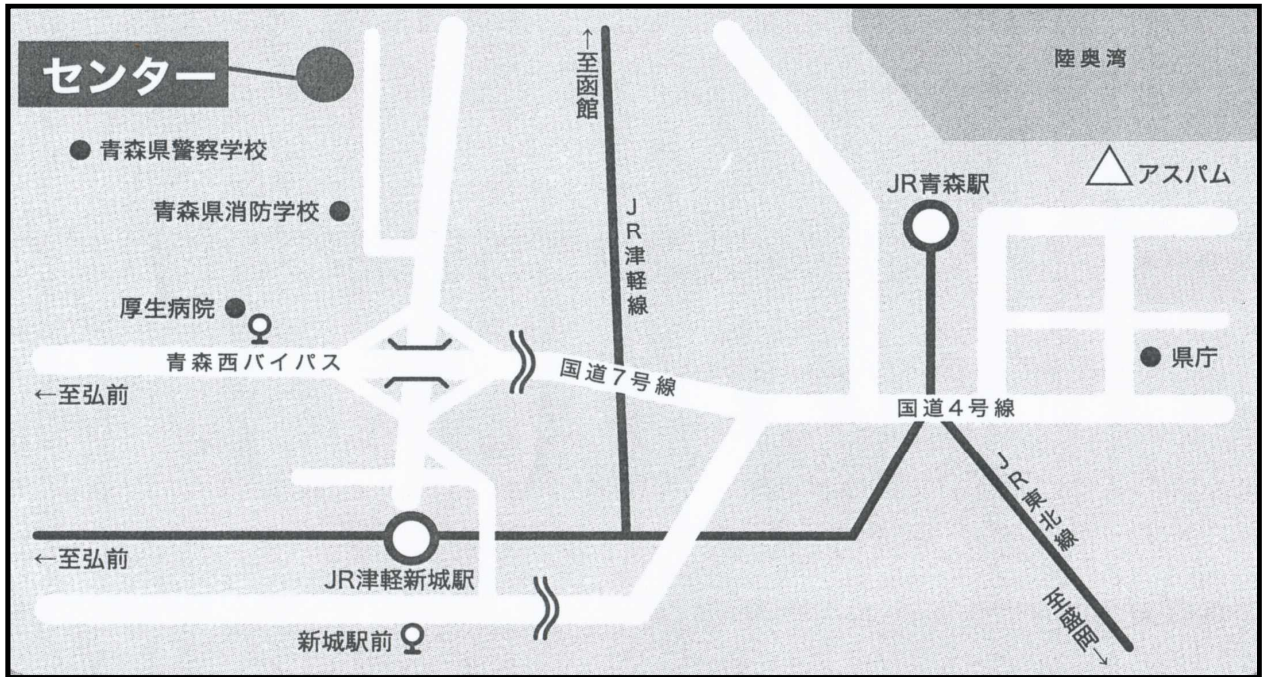 センター
青森県警察学校
青森県消防学校
厚生病院
青森西バイパス
←至弘前
←至弘前
JR津軽新城駅
新城駅前
↑至函館
JR津軽線
国道7号線
陸奥湾
JR青森駅
アスパム
県庁
国道4号線
JR東北線
至盛岡→